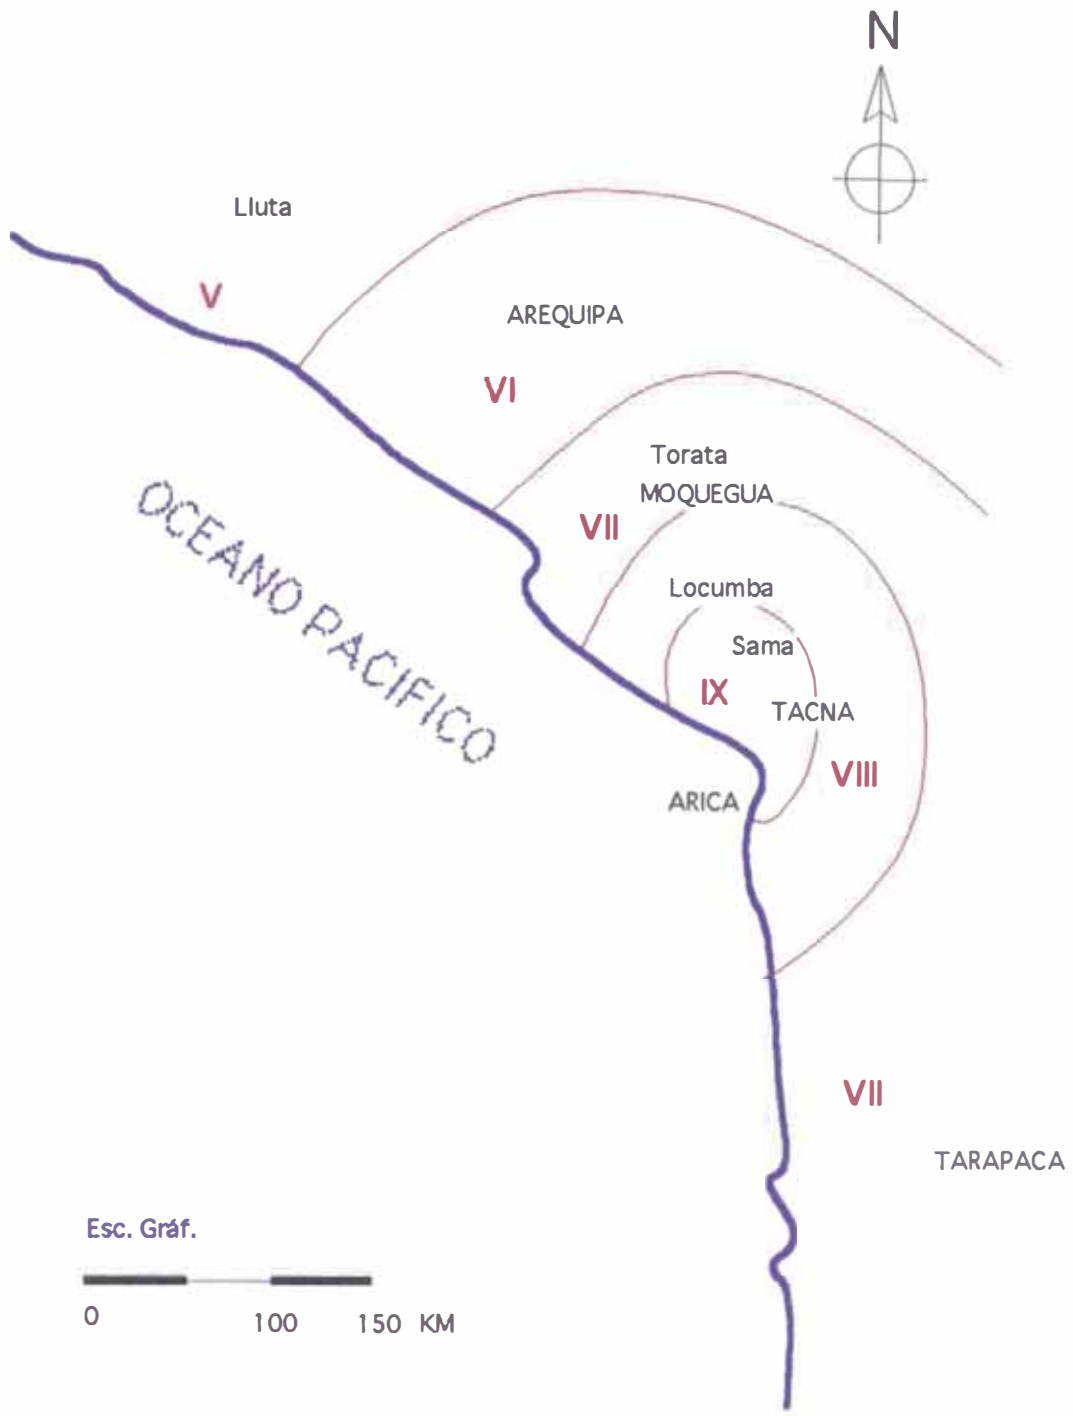 N
Lluta
V
AREQUIPA
VI
Torata
MOQUEGUA
VII
OCEANO PACIFICO
Locumba
Sama
IX
TACNA
VIII
ARICA
VII
TARAPACA
Esc. Gráf.
0 100 150 KM